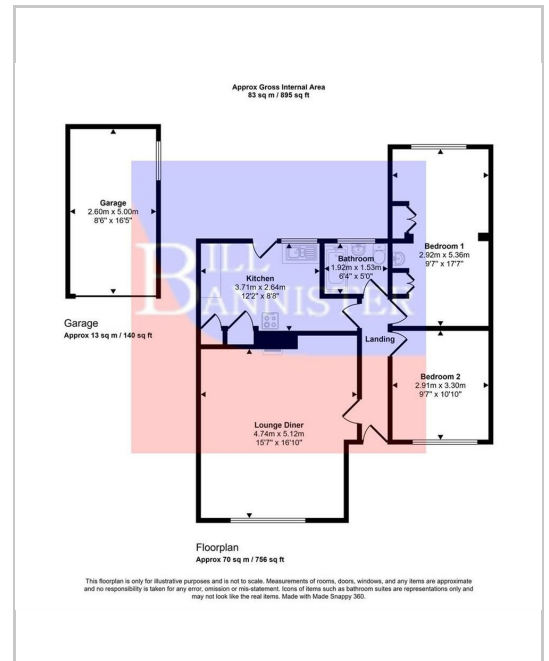 Approx Gross Internal Area
83 sq m / 895 sq ft
Garage
2.60m x 5.00m
8'6" x 16'5"
Garage
Approx 13 sq m / 140 sq ft
Kitchen
3.71m x 2.64m
12'2" x 8'8"
Bathroom
1.92m x 1.53m
6'4" x 5'0"
Bedroom 1
2.92m x 5.36m
9'7" x 17'7"
BILL
BANNISTER
Landing
Bedroom 2
2.91m x 3.30m
9'7" x 10'10"
Lounge Diner
4.74m x 5.12m
15'7" x 16'10"
Floorplan
Approx 70 sq m / 756 sq ft
This floorplan is only for illustrative purposes and is not to scale. Measurements of rooms, doors, windows, and any items are approximate
and no responsibility is taken for any error, omission or mis-statement. Icons of items such as bathroom suites are representations only and
may not look like the real items. Made with Made Snappy 360.